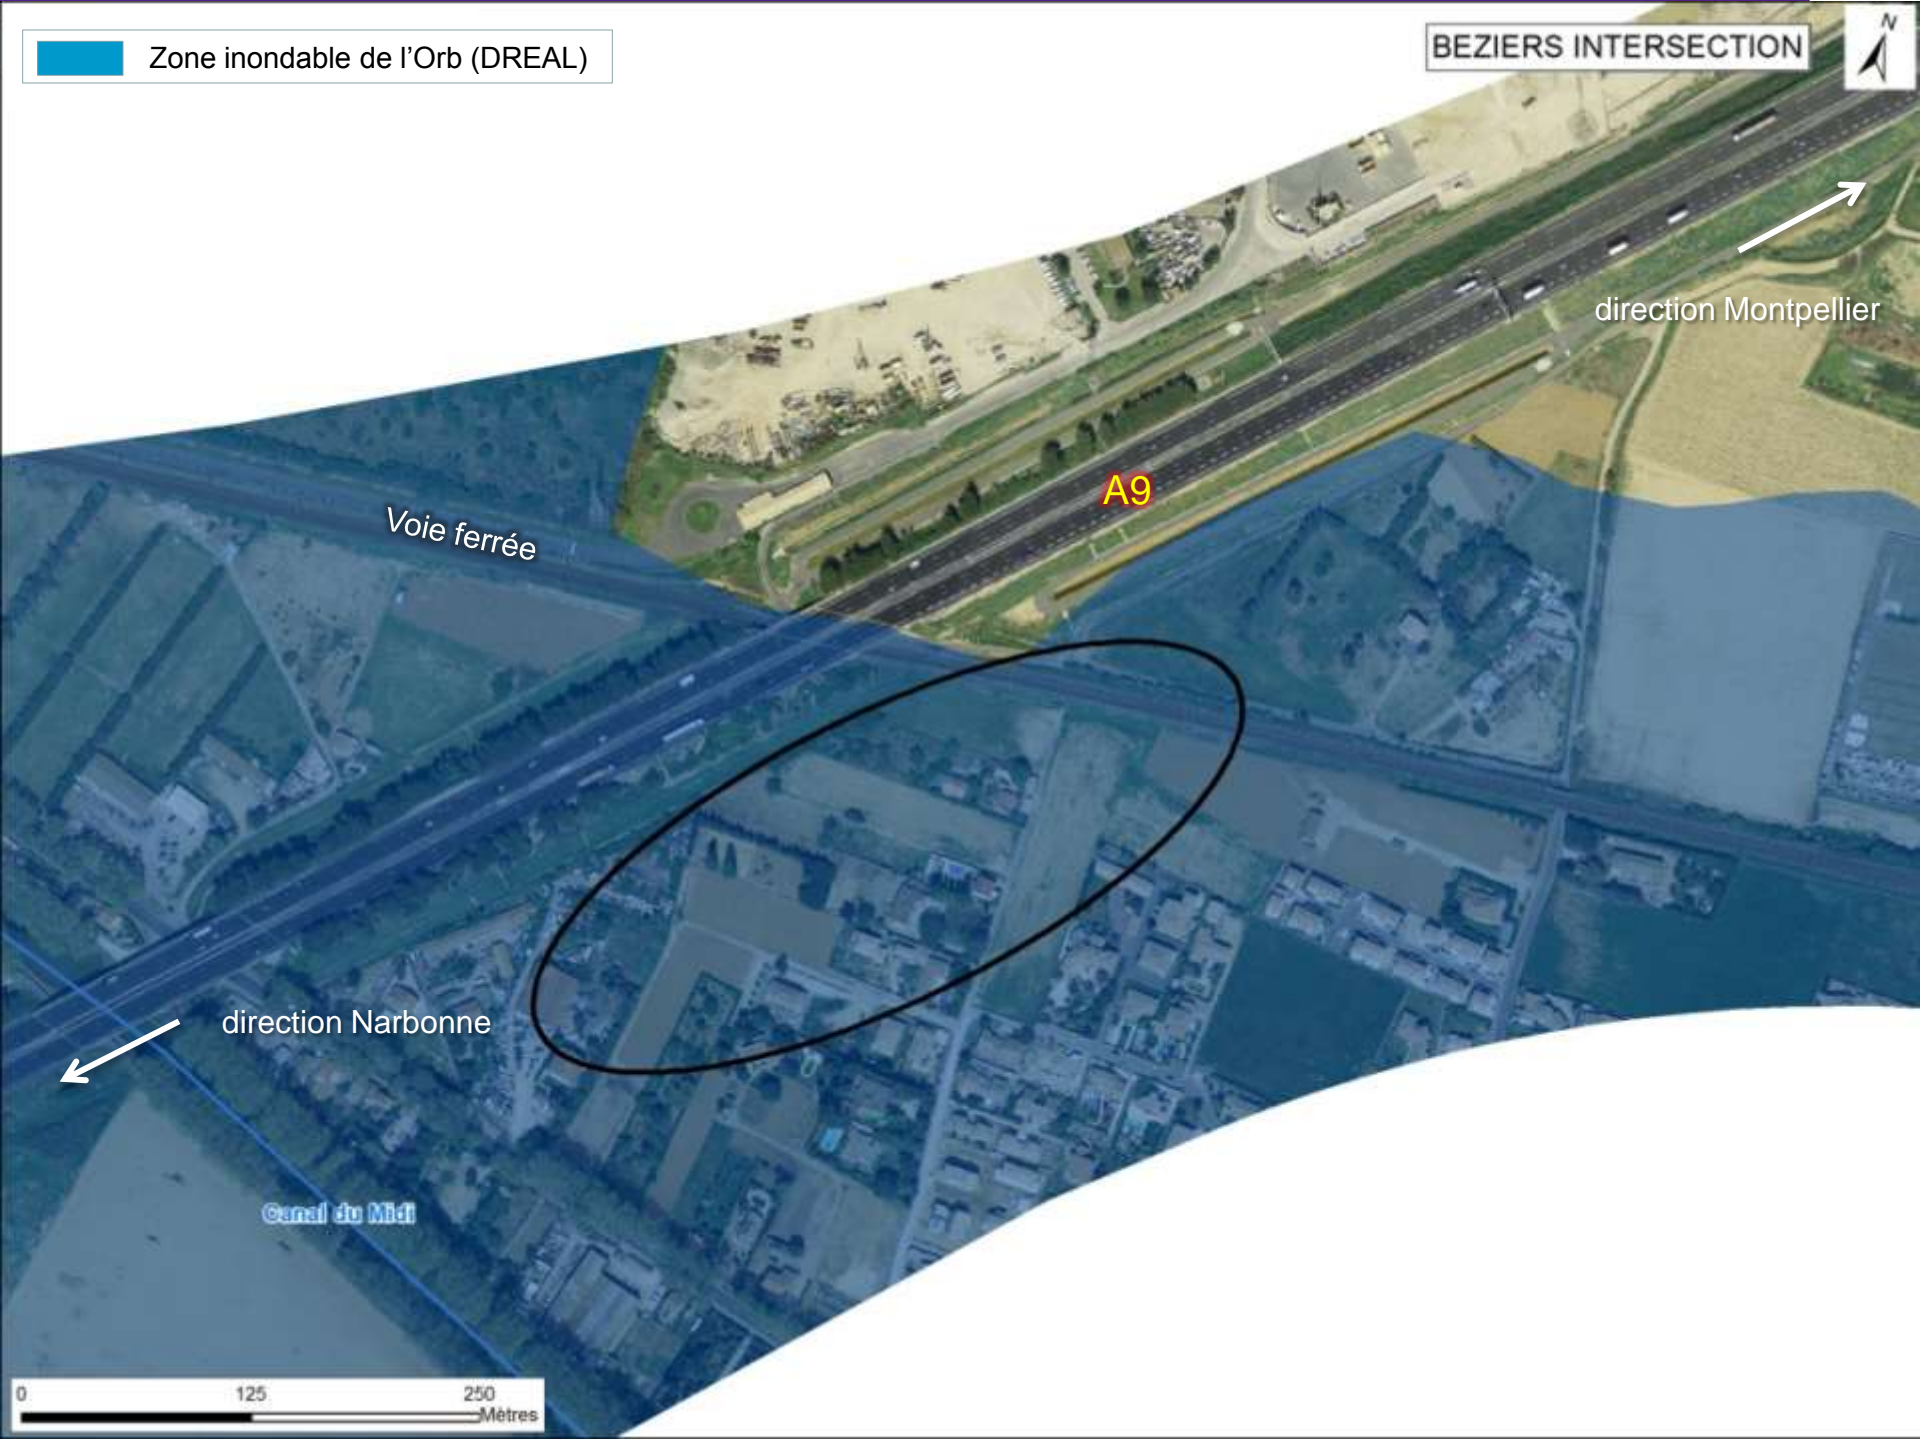 Zone inondable de l’Orb (DREAL)
BEZIERS INTERSECTION
N
direction Montpellier
A9
Voie ferrée
direction Narbonne
Canal du Midi
0 125 250
Mètres